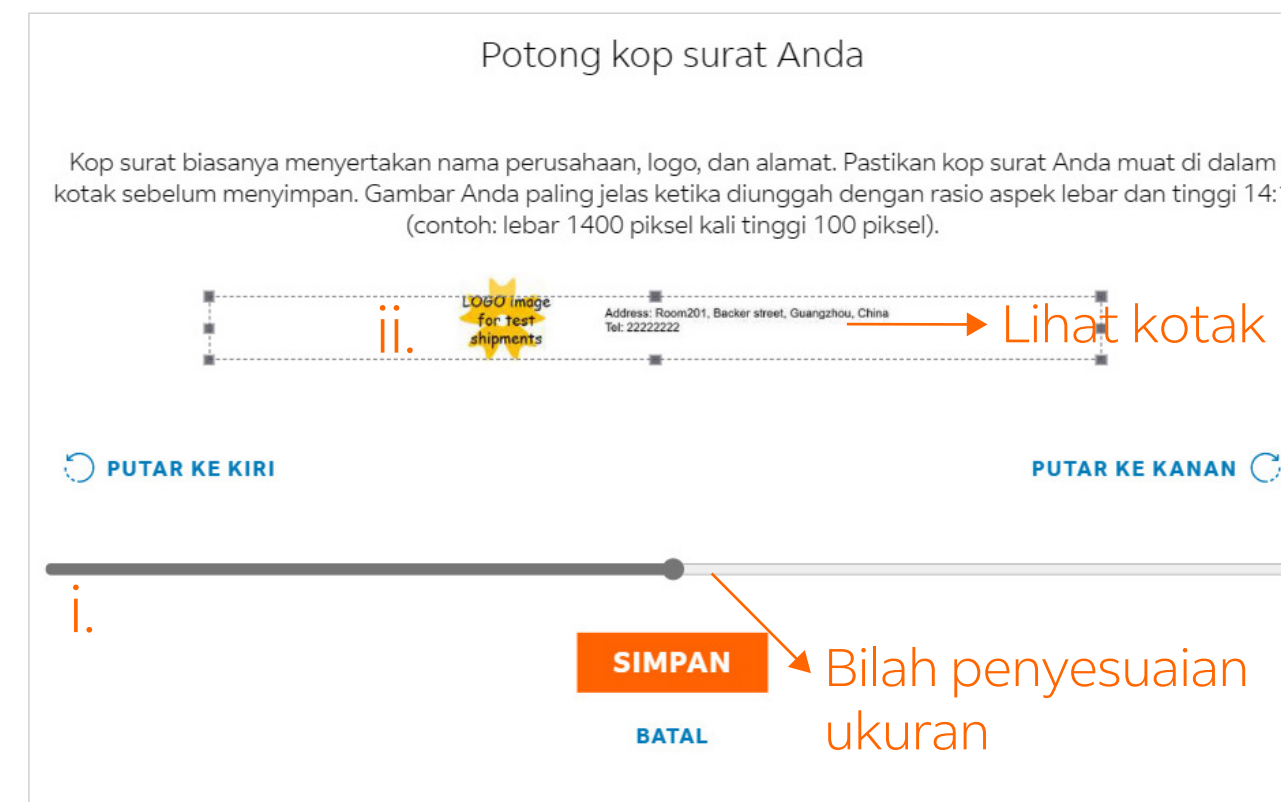 Potong kop surat Anda
Kop surat biasanya menyertakan nama perusahaan, logo, dan alamat. Pastikan kop surat Anda muat di dalam
kotak sebelum menyimpan. Gambar Anda paling jelas ketika diunggah dengan rasio aspek lebar dan tinggi 14:
(contoh: lebar 1400 piksel kali tinggi 100 piksel).
ii.
LOGO image
for test
shipments
Address: Room201, Backer street, Guangzhou, China
Tel: 22222222
Lihat kotak
PUTAR KE KIRI
PUTAR KE KANAN
i.
SIMPAN
BATAL
Bilah penyesuaian
ukuran